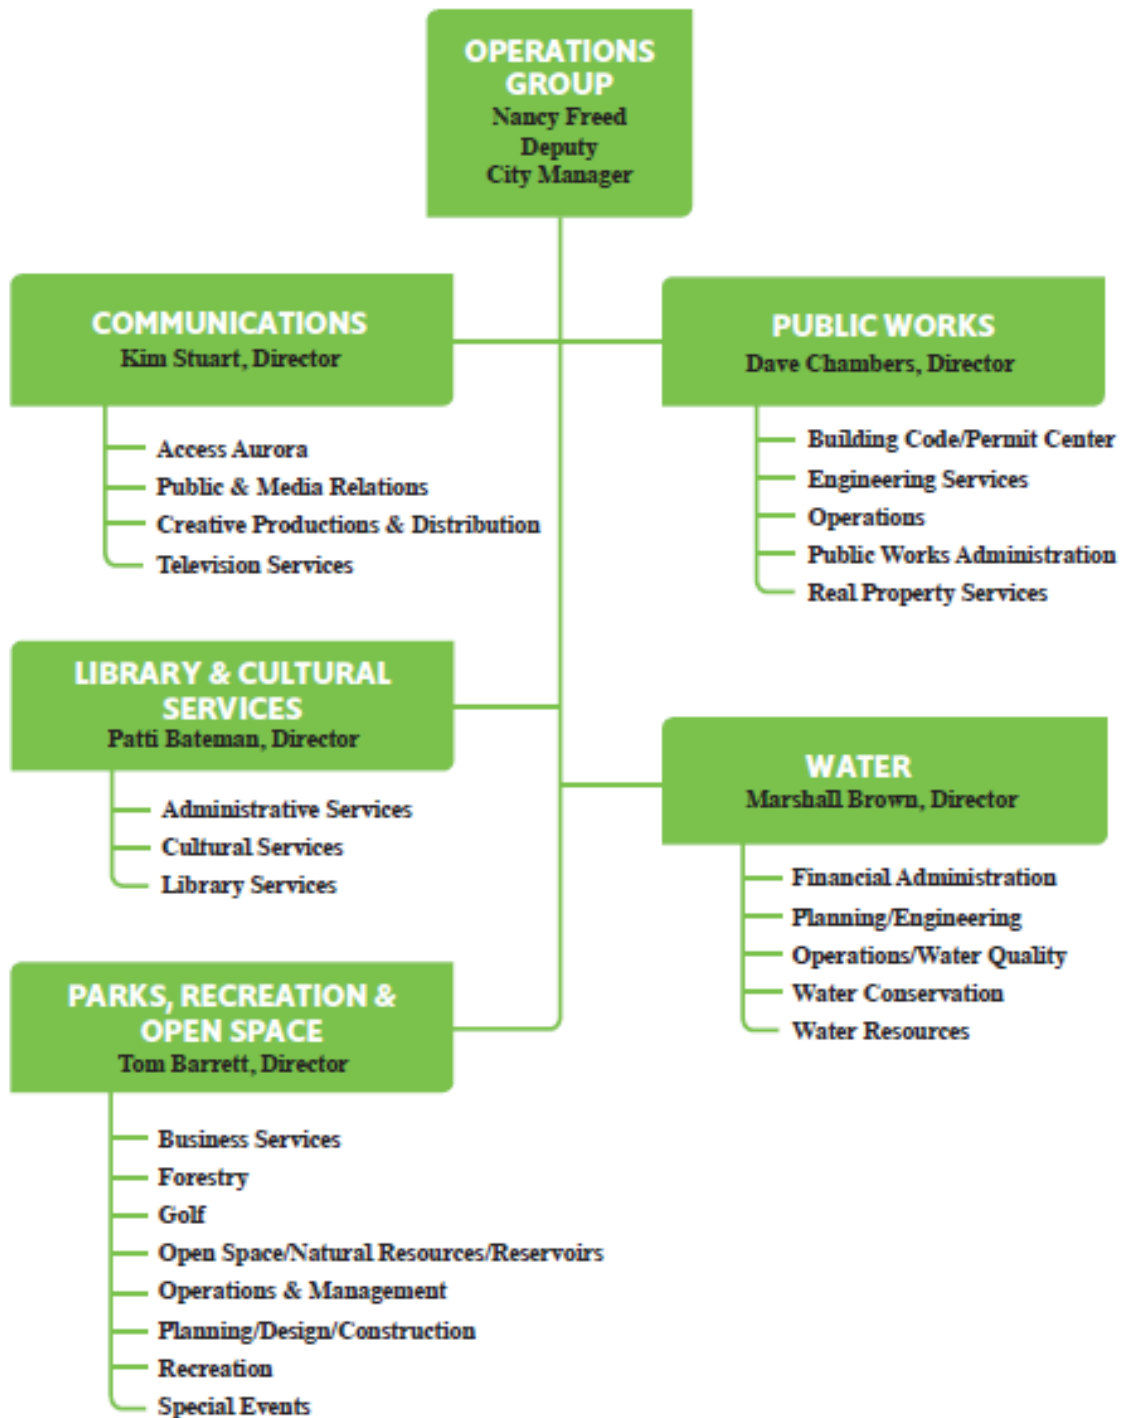 OPERATIONS
GROUP
Nancy Freed
Deputy
City Manager
COMMUNICATIONS
Kim Stuart, Director
Access Aurora
Public & Media Relations
Creative Productions & Distribution
Television Services
PUBLIC WORKS
Dave Chambers, Director
Building Code/Permit Center
Engineering Services
Operations
Public Works Administration
Real Property Services
LIBRARY & CULTURAL
SERVICES
Patti Bateman, Director
Administrative Services
Cultural Services
Library Services
WATER
Marshall Brown, Director
Financial Administration
Planning/Engineering
Operations/Water Quality
Water Conservation
Water Resources
PARKS, RECREATION &
OPEN SPACE
Tom Barrett, Director
Business Services
Forestry
Golf
Open Space/Natural Resources/Reservoirs
Operations & Management
Planning/Design/Construction
Recreation
Special Events